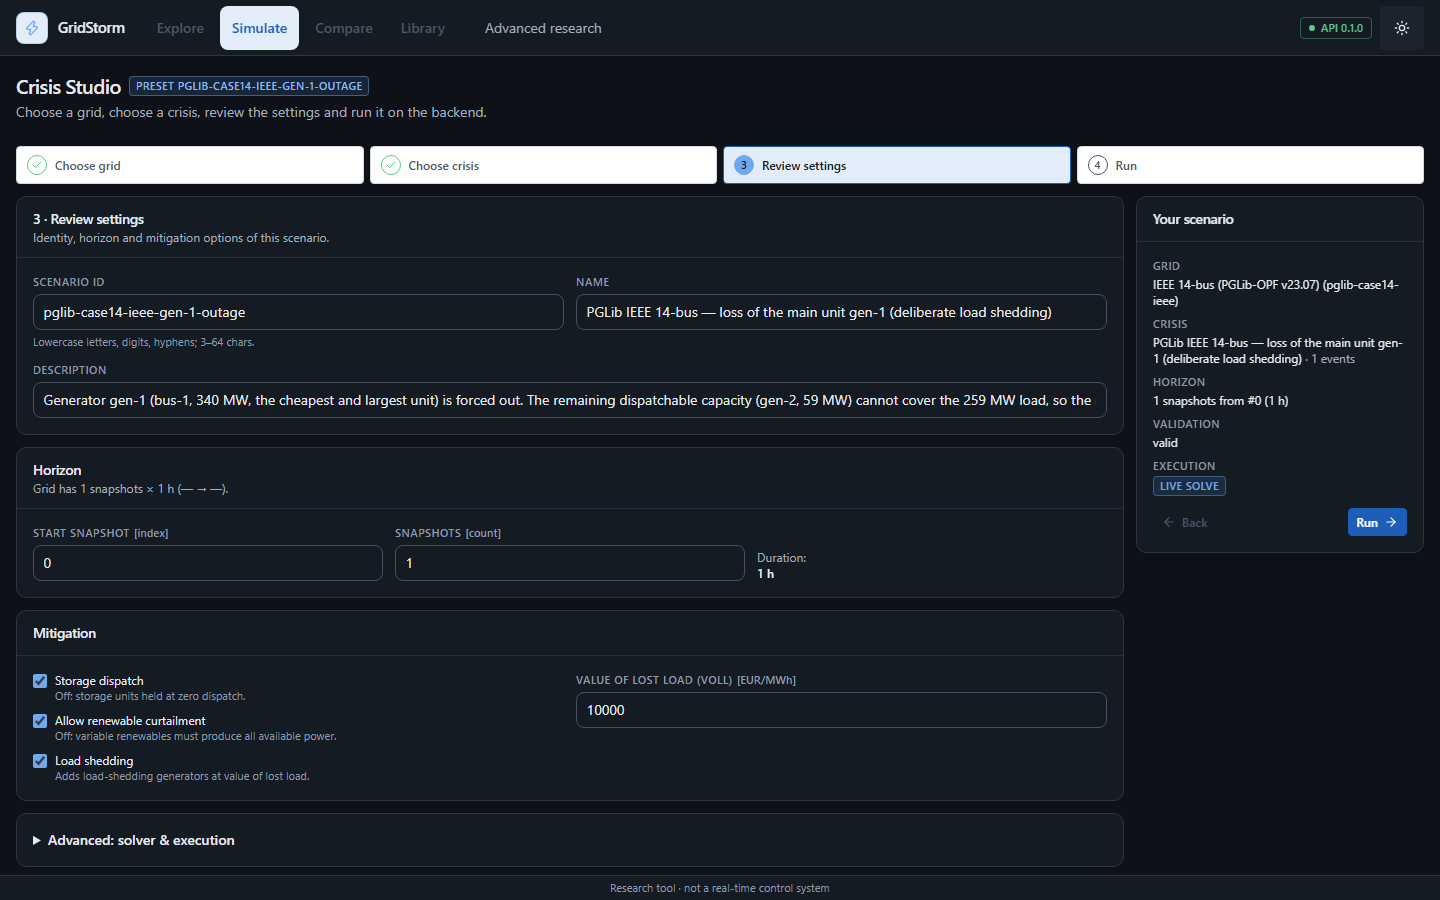 GridStorm
Explore
Simulate
Compare
Library
Advanced research
API 0.1.0
Crisis Studio
PRESET PGLIB-CASE14-IEEE-GEN-1-OUTAGE
Choose a grid, choose a crisis, review the settings and run it on the backend.
Choose grid
Choose crisis
3 Review settings
4 Run
3 · Review settings
Identity, horizon and mitigation options of this scenario.
SCENARIO ID
pglib-case14-ieee-gen-1-outage
Lowercase letters, digits, hyphens; 3–64 chars.
NAME
PGLib IEEE 14-bus — loss of the main unit gen-1 (deliberate load shedding)
DESCRIPTION
Generator gen-1 (bus-1, 340 MW, the cheapest and largest unit) is forced out. The remaining dispatchable capacity (gen-2, 59 MW) cannot cover the 259 MW load, so the
Horizon
Grid has 1 snapshots × 1 h (— → —).
START SNAPSHOT [index]
0
SNAPSHOTS [count]
1
Duration:
1 h
Mitigation
Storage dispatch
Off: storage units held at zero dispatch.
Allow renewable curtailment
Off: variable renewables must produce all available power.
Load shedding
Adds load-shedding generators at value of lost load.
VALUE OF LOST LOAD (VOLL) [EUR/MWh]
10000
Advanced: solver & execution
Your scenario
GRID
IEEE 14-bus (PGLib-OPF v23.07) (pglib-case14-
ieee)
CRISIS
PGLib IEEE 14-bus — loss of the main unit gen-
1 (deliberate load shedding) · 1 events
HORIZON
1 snapshots from #0 (1 h)
VALIDATION
valid
EXECUTION
LIVE SOLVE
← Back
Run →
Research tool · not a real-time control system